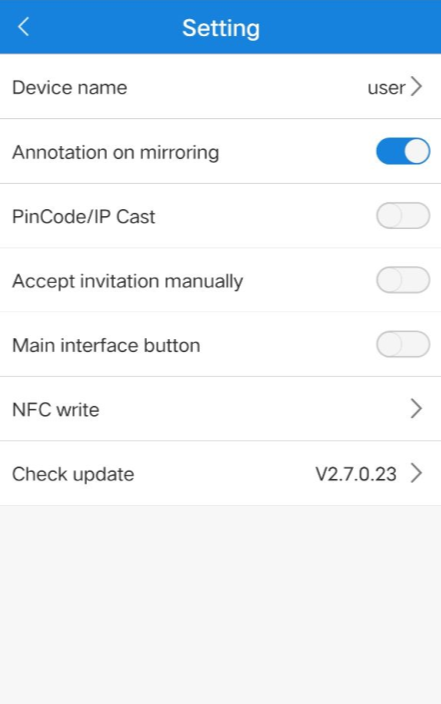 Setting
Device name user
Annotation on mirroring
PinCode/IP Cast
Accept invitation manually
Main interface button
NFC write
Check update V2.7.0.23